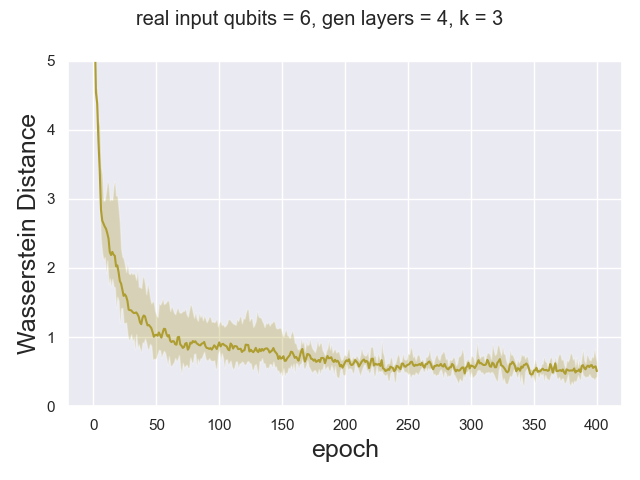 real input qubits = 6, gen layers = 4, k = 3
5
4
3
2
1
0
Wasserstein Distance
0 50 100 150 200 250 300 350 400
epoch